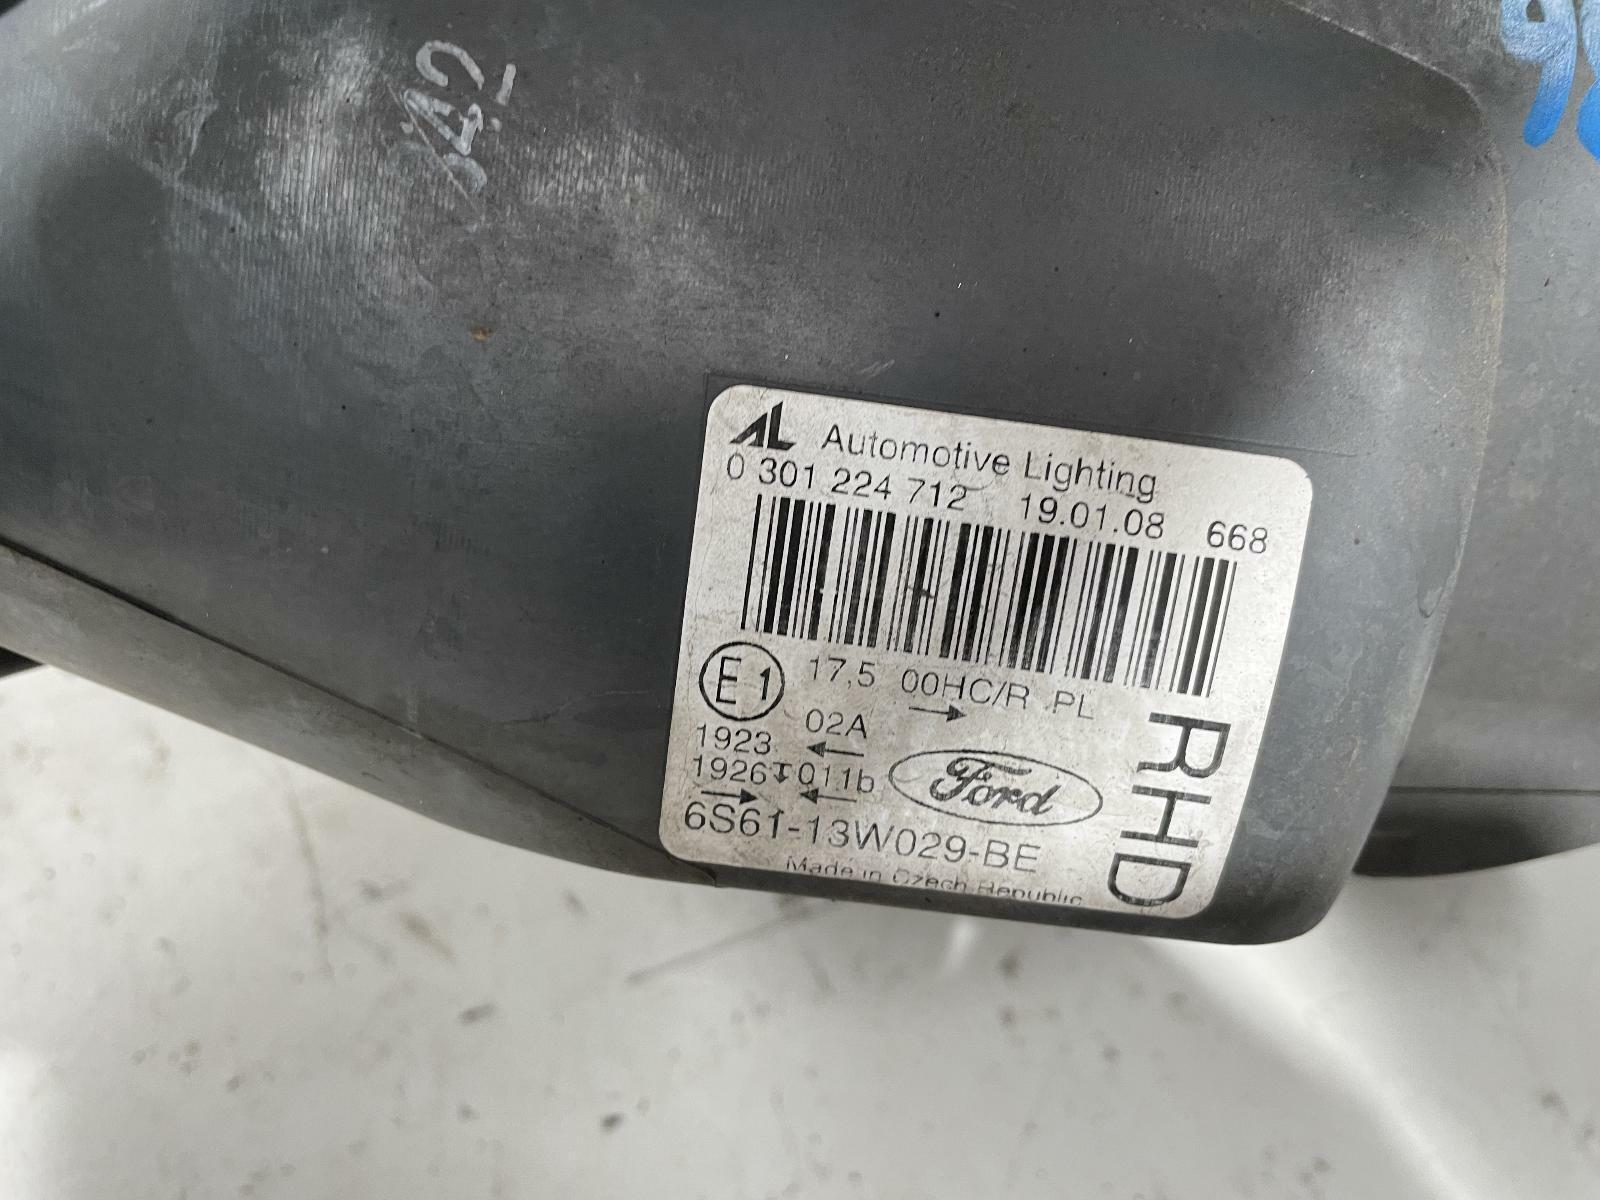 342
AL Automotive Lighting
0 301 224 712 19.01.08 668
E1 17,5 00HC/R PL
→
02A
1923 ←
1926 011b
→ ←
Ford
6S61-13W029-BE
RHD
Made in Czech Republic